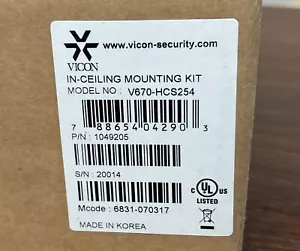 www.vicon-security.com
VICON
IN-CEILING MOUNTING KIT
MODEL NO : V670-HCS254
7 88654 04290 3
P/N : 1049205
S/N : 20014
C UL US
LISTED
Mcode : 6831-070317
MADE IN KOREA